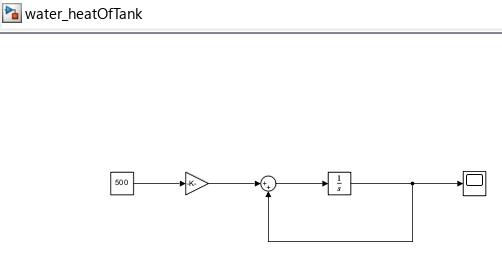 water_heatOfTank
500
-K-
+
+
1
s